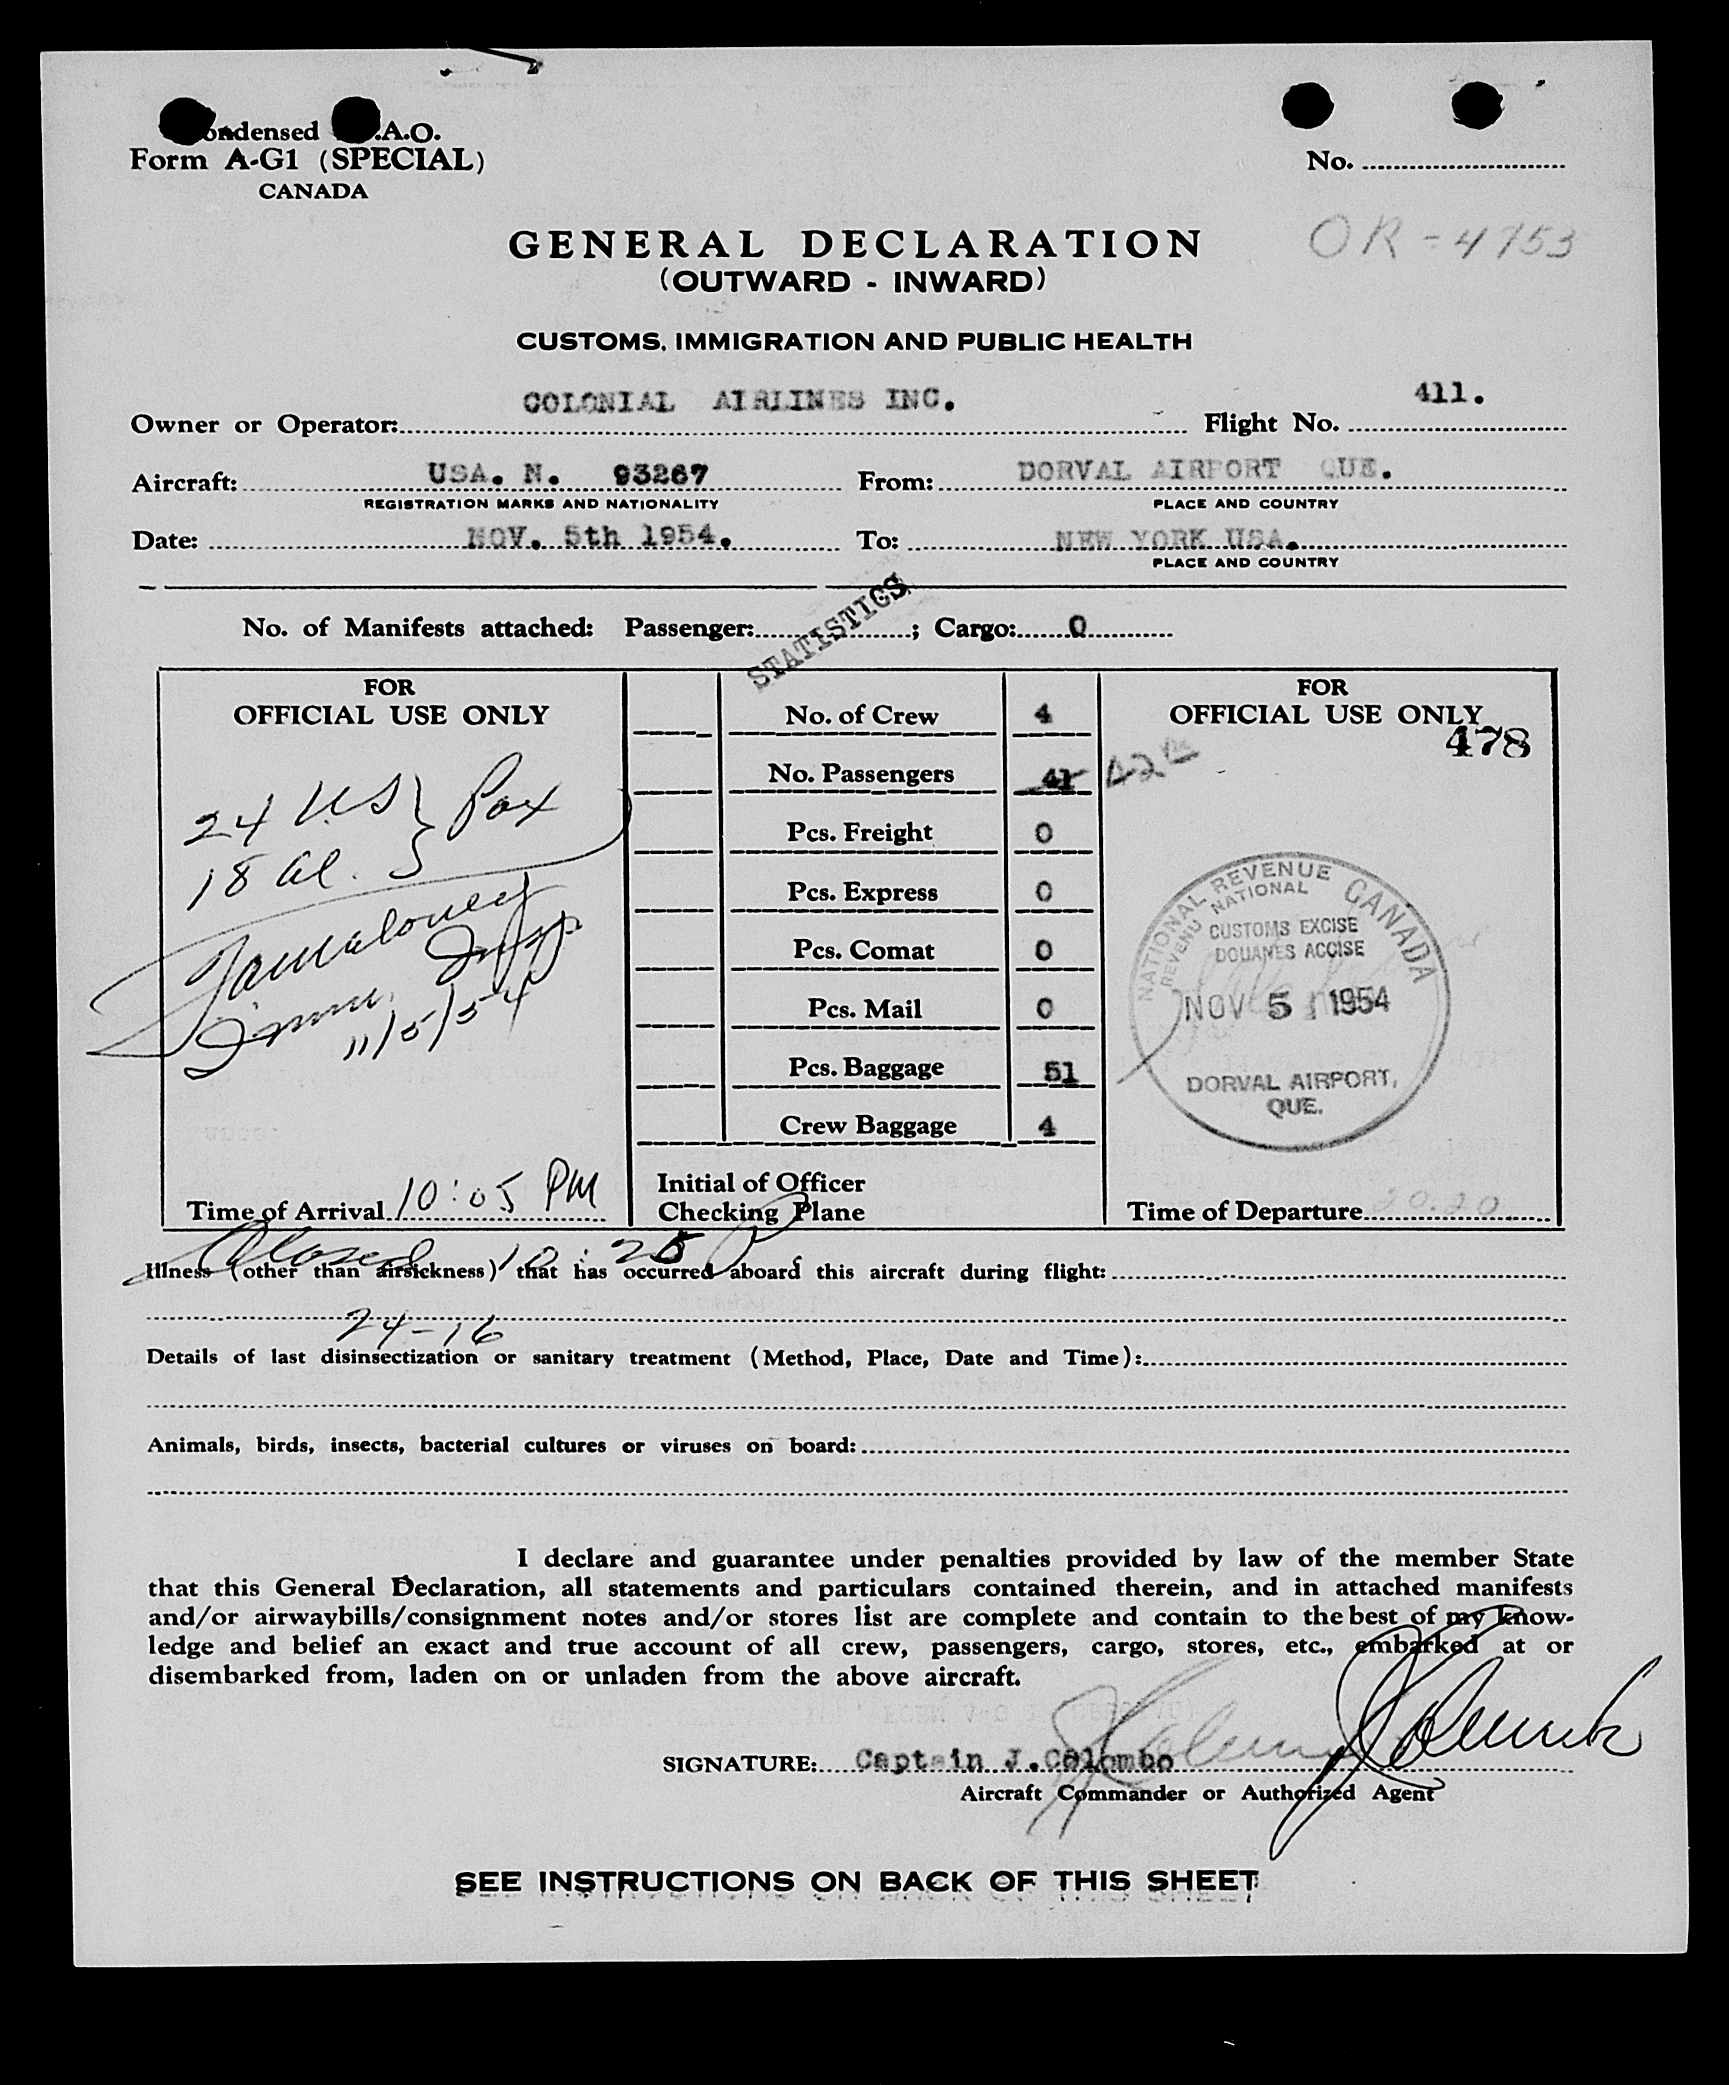 ondensed .A.O.
Form A-G1 (SPECIAL)
CANADA
No.
OR-4753
GENERAL DECLARATION
(OUTWARD - INWARD)
CUSTOMS, IMMIGRATION AND PUBLIC HEALTH
Owner or Operator: COLONIAL AIRLINES INC. Flight No. 411.
Aircraft: USA. N. 93267 From: DORVAL AIRPORT QUE.
REGISTRATION MARKS AND NATIONALITY PLACE AND COUNTRY
Date: NOV. 5th 1954. To: NEW YORK USA.
PLACE AND COUNTRY
No. of Manifests attached: Passenger: ; Cargo: 0
STATISTICS
FOR
OFFICIAL USE ONLY
24 US } Pax
18 al.
Immu. Insp
11/5/54
Time of Arrival 10:05 PM
No. of Crew 4
No. Passengers 41 42
Pcs. Freight 0
Pcs. Express 0
Pcs. Comat 0
Pcs. Mail 0
Pcs. Baggage 51
Crew Baggage 4
Initial of Officer
Checking Plane
FOR
OFFICIAL USE ONLY
478
NATIONAL REVENUE CANADA
REVENU NATIONAL
CUSTOMS EXCISE
DOUANES ACCISE
NOV 5 1954
DORVAL AIRPORT,
QUE.
Time of Departure 20.20
Closed 10:25 P
Illness (other than airsickness) that has occurred aboard this aircraft during flight:
24-16
Details of last disinsectization or sanitary treatment (Method, Place, Date and Time):
Animals, birds, insects, bacterial cultures or viruses on board:
I declare and guarantee under penalties provided by law of the member State
that this General Declaration, all statements and particulars contained therein, and in attached manifests
and/or airwaybills/consignment notes and/or stores list are complete and contain to the best of my know-
ledge and belief an exact and true account of all crew, passengers, cargo, stores, etc., embarked at or
disembarked from, laden on or unladen from the above aircraft.
SIGNATURE: Captain J.Colombo
Aircraft Commander or Authorized Agent
SEE INSTRUCTIONS ON BACK OF THIS SHEET